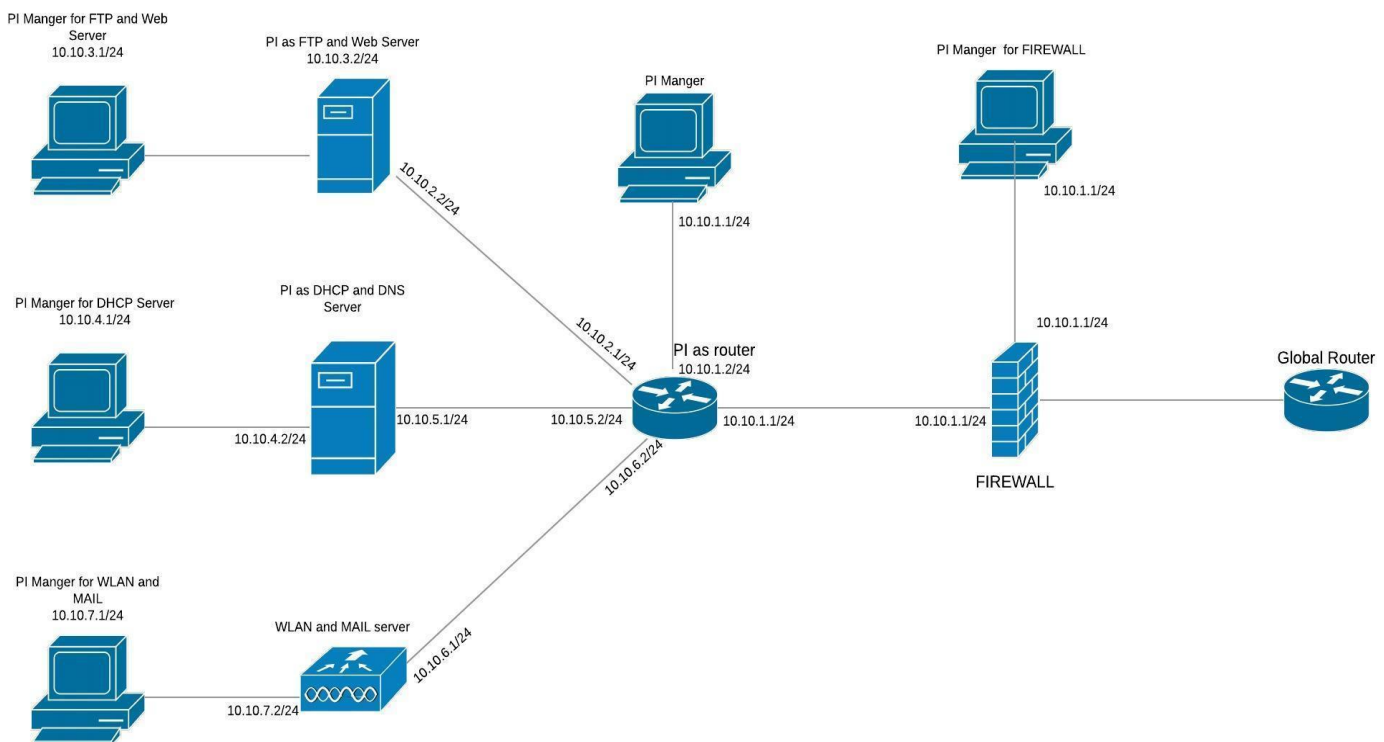 PI Manger for FTP and Web
Server
10.10.3.1/24
PI as FTP and Web Server
10.10.3.2/24
PI Manger
PI Manger  for FIREWALL
10.10.2.2/24
10.10.1.1/24
10.10.1.1/24
PI Manger for DHCP Server
10.10.4.1/24
PI as DHCP and DNS
Server
10.10.2.1/24
PI as router
10.10.1.2/24
10.10.1.1/24
Global Router
10.10.4.2/24
10.10.5.1/24
10.10.5.2/24
10.10.1.1/24
10.10.1.1/24
10.10.6.2/24
FIREWALL
PI Manger for WLAN and
MAIL
10.10.7.1/24
WLAN and MAIL server
10.10.6.1/24
10.10.7.2/24